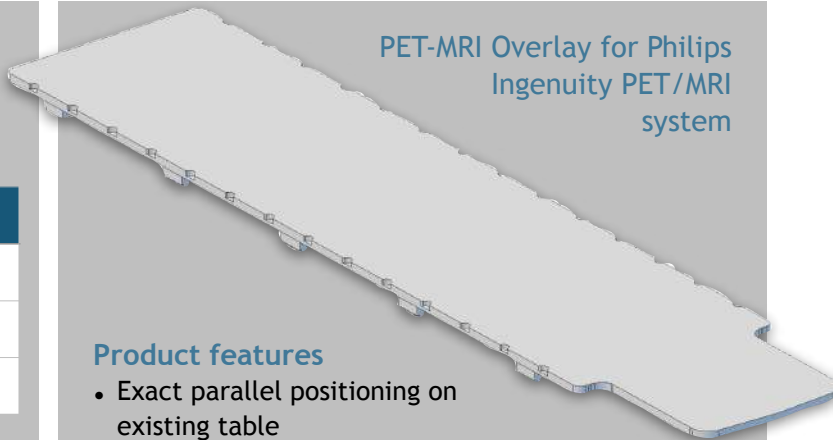 PET-MRI Overlay for Philips
Ingenuity PET/MRI
system
Product features
• Exact parallel positioning on
existing table